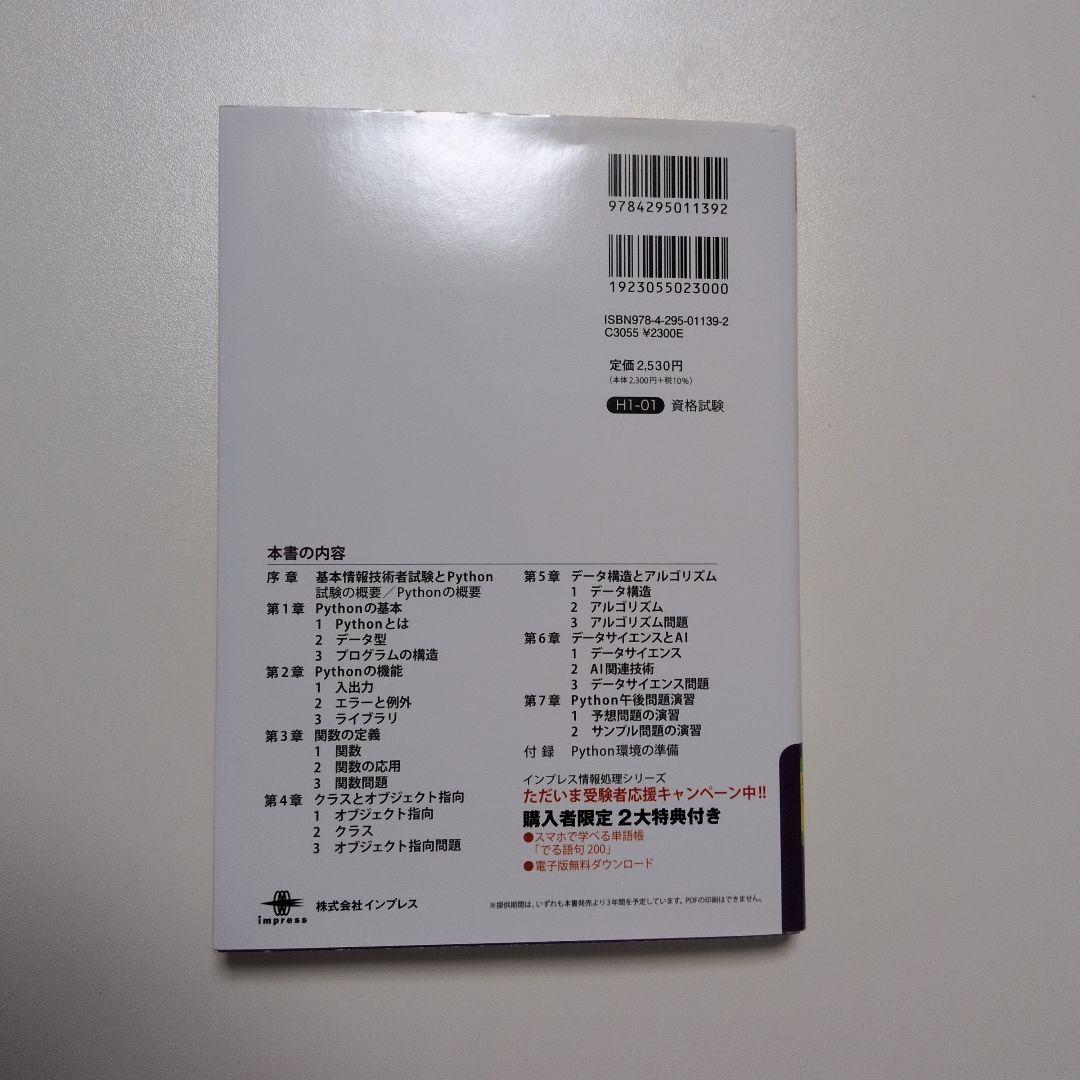 9784295011392
1923055023000
ISBN978-4-295-01139-2
C3055 ¥2300E
定価2,530円
(本体2,300円+税10%)
H1-01 資格試験
本書の内容
序章 基本情報技術者試験とPython
試験の概要/Pythonの概要
第1章 Pythonの基本
1 Pythonとは
2 データ型
3 プログラムの構造
第2章 Pythonの機能
1 入出力
2 エラーと例外
3 ライブラリ
第3章 関数の定義
1 関数
2 関数の応用
3 関数問題
第4章 クラスとオブジェクト指向
1 オブジェクト指向
2 クラス
3 オブジェクト指向問題
第5章 データ構造とアルゴリズム
1 データ構造
2 アルゴリズム
3 アルゴリズム問題
第6章 データサイエンスとAI
1 データサイエンス
2 AI関連技術
3 データサイエンス問題
第7章 Python午後問題演習
1 予想問題の演習
2 サンプル問題の演習
付録 Python環境の準備
インプレス情報処理シリーズ
ただいま受験者応援キャンペーン中!!
購入者限定 2大特典付き
●スマホで学べる単語帳
「でる語句200」
●電子版無料ダウンロード
impress
株式会社インプレス
※提供期間は、いずれも本書発売より3年間を予定しています。PDFの印刷はできません。